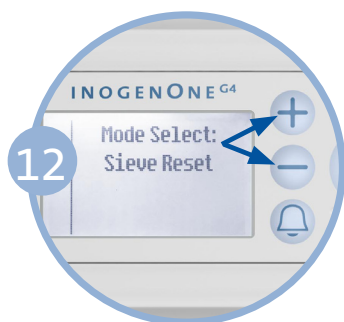 INOGENONE G4
Mode Select:
Sieve Reset
12
+
−